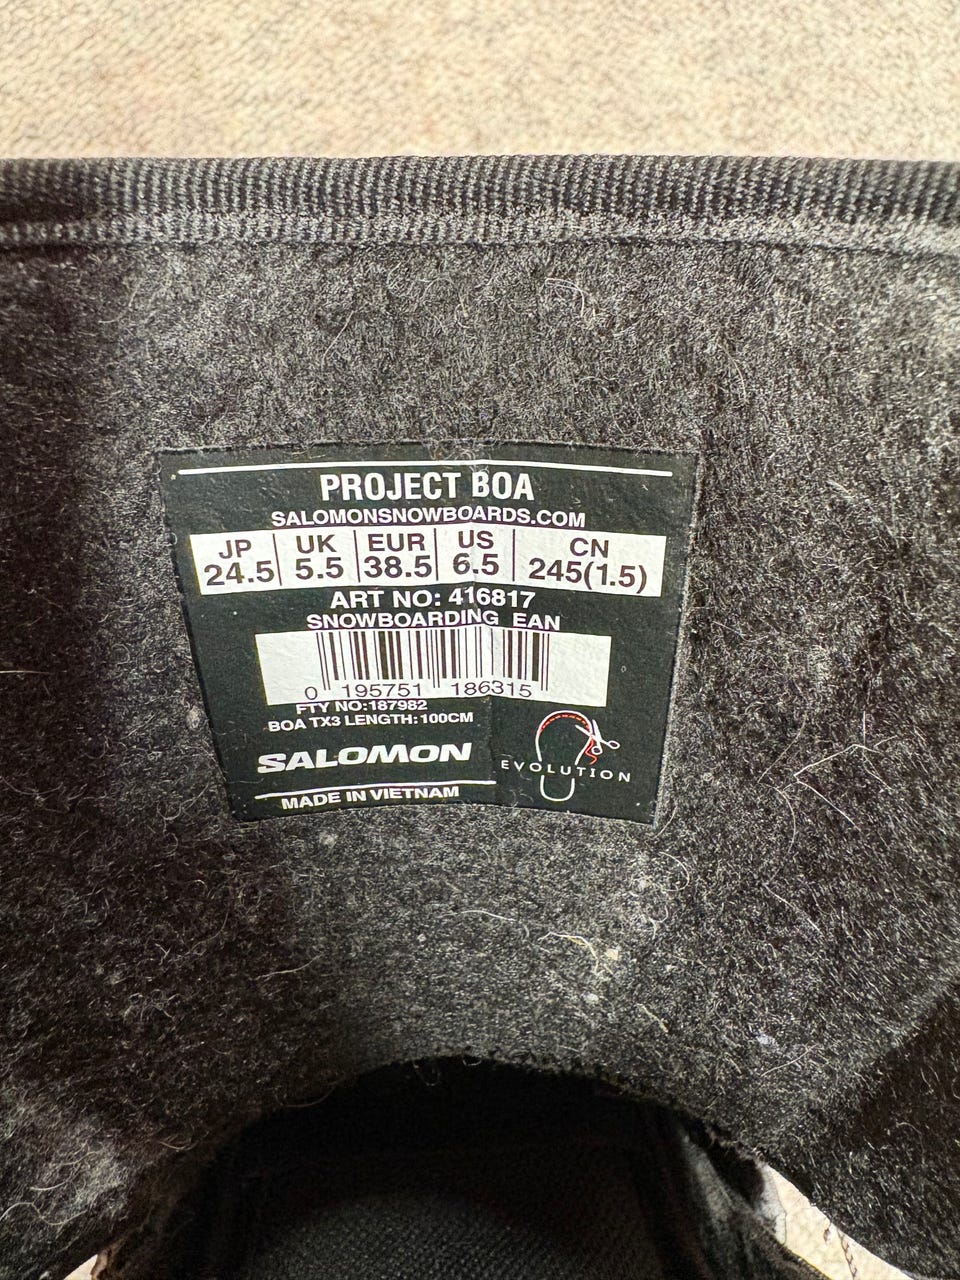 PROJECT BOA
SALOMONSNOWBOARDS.COM
JP UK EUR US CN
24.5 5.5 38.5 6.5 245(1.5)
ART NO: 416817
SNOWBOARDING EAN
0 195751 186315
FTY NO:187982
BOA TX3 LENGTH:100CM
SALOMON
EVOLUTION
MADE IN VIETNAM